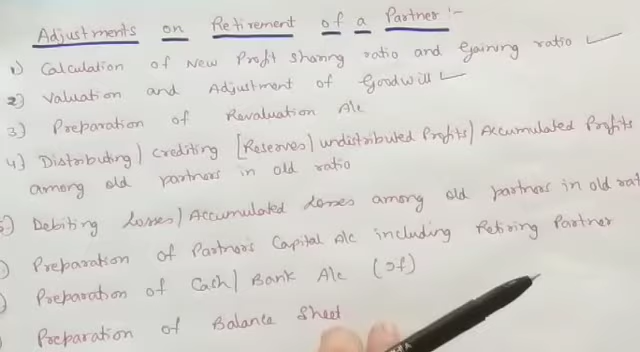 Adjustments on Retirement of a Partner :-
1) Calculation of New Profit sharing ratio and Gaining ratio
2) Valuation and Adjustment of Goodwill
3) Preparation of Revaluation A/c
4) Distributing / Crediting [Reserves / undistributed Profits / Accumulated Profits
among old partners in old ratio
5) Debiting Losses / Accumulated Losses among old partners in old rat
Preparation of Partners Capital A/c including Retiring Partner
Preparation of Cash / Bank A/c (If)
Preparation of Balance Sheet